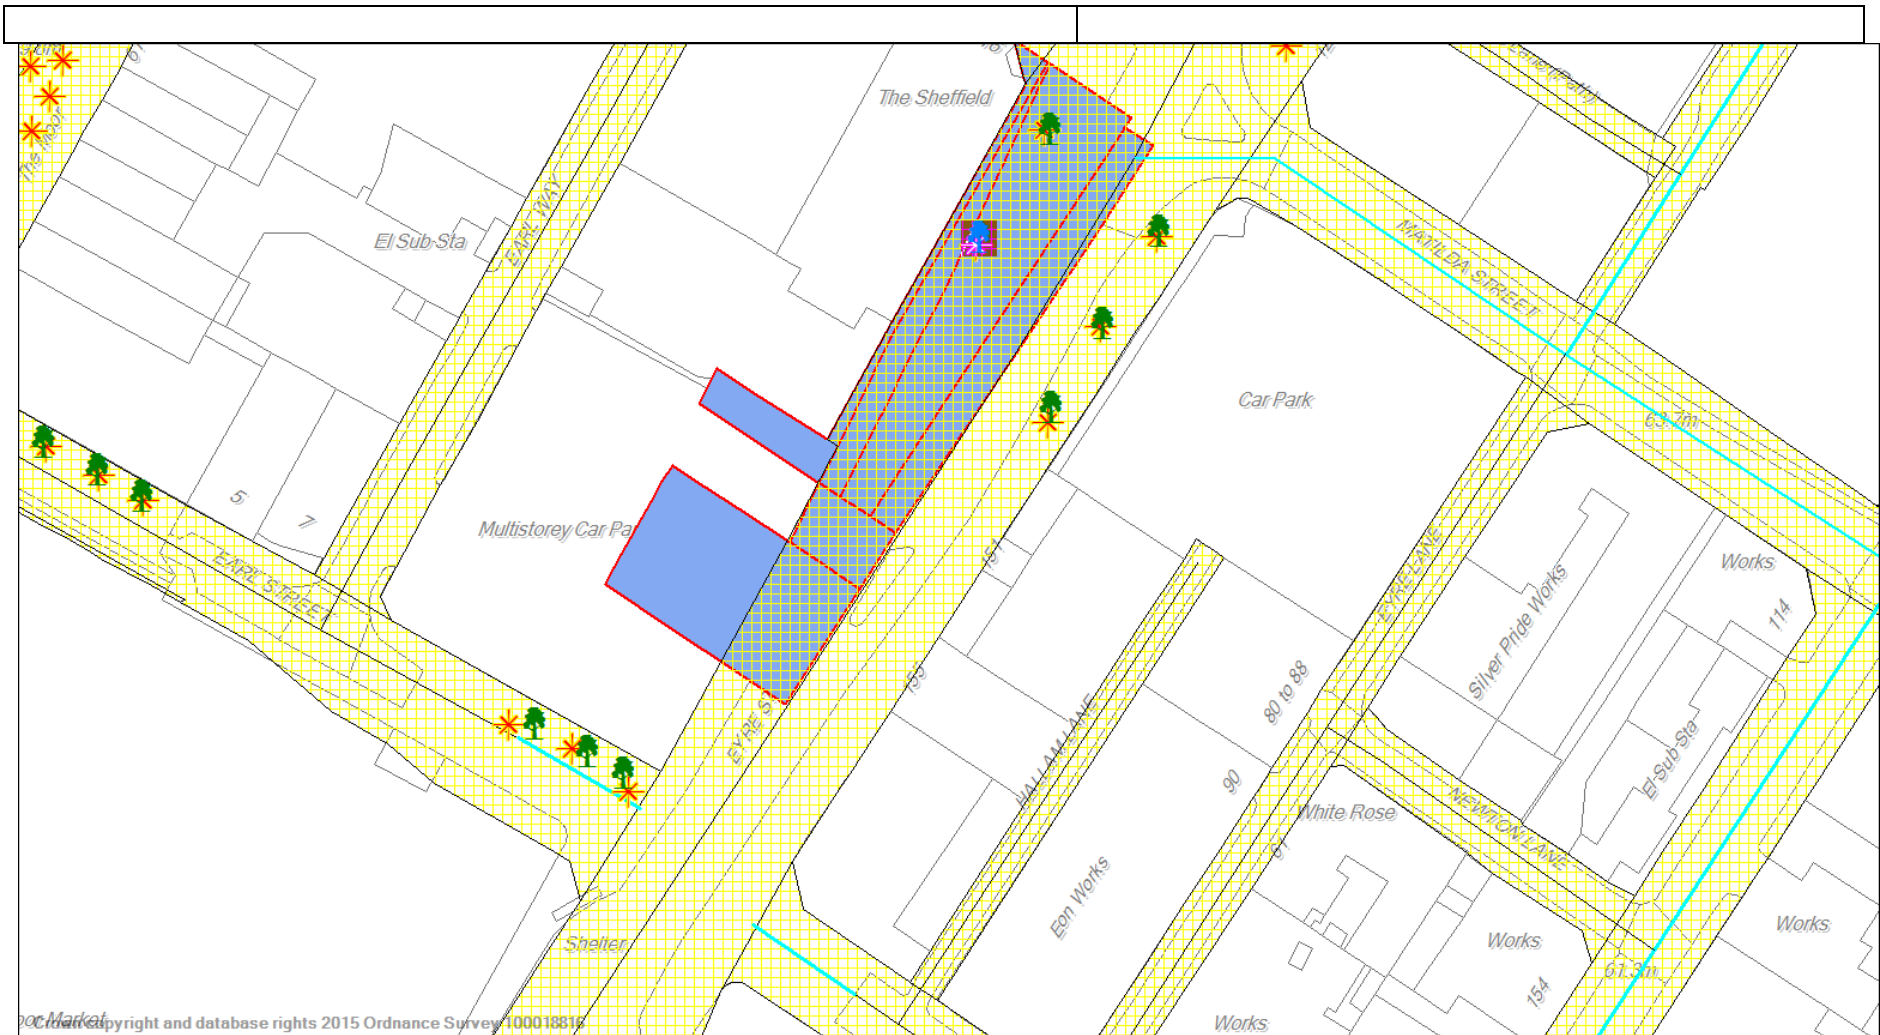 The Sheffield
The Moor
El Sub Sta
EARL WAY
MATILDA STREET
Car Park
63.7m
5
7
Multistorey Car Pa
EARL STREET
151
EYRE LANE
Works
Silver Pride Works
114
155
80 to 88
EYRE S
HALLAM LANE
El Sub Sta
90
White Rose
NEWTON LANE
61
Eon Works
Works
Shelter
Works
61.3m
154
Works
copyright and database rights 2015 Ordnance Survey 100018816